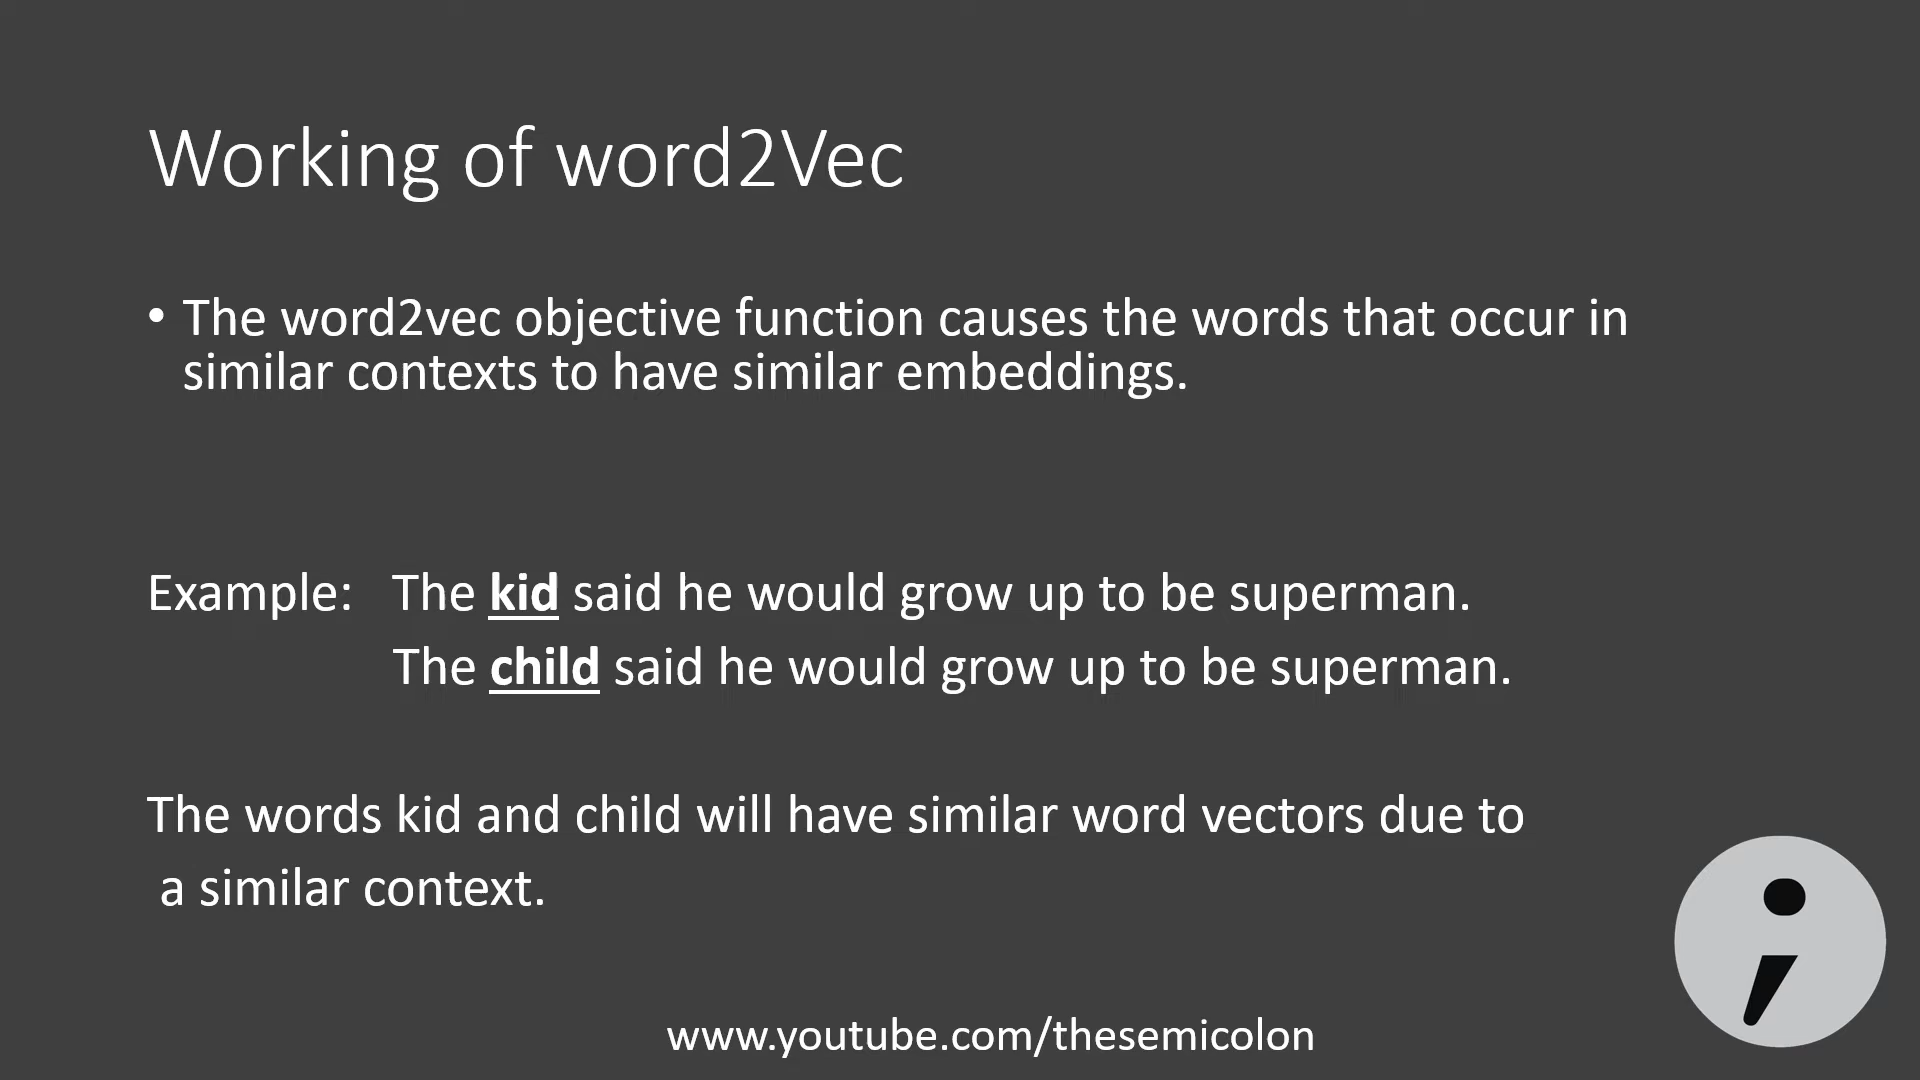 Working of word2Vec
• The word2vec objective function causes the words that occur in
similar contexts to have similar embeddings.
Example: The kid said he would grow up to be superman.
The child said he would grow up to be superman.
The words kid and child will have similar word vectors due to
a similar context.
www.youtube.com/thesemicolon